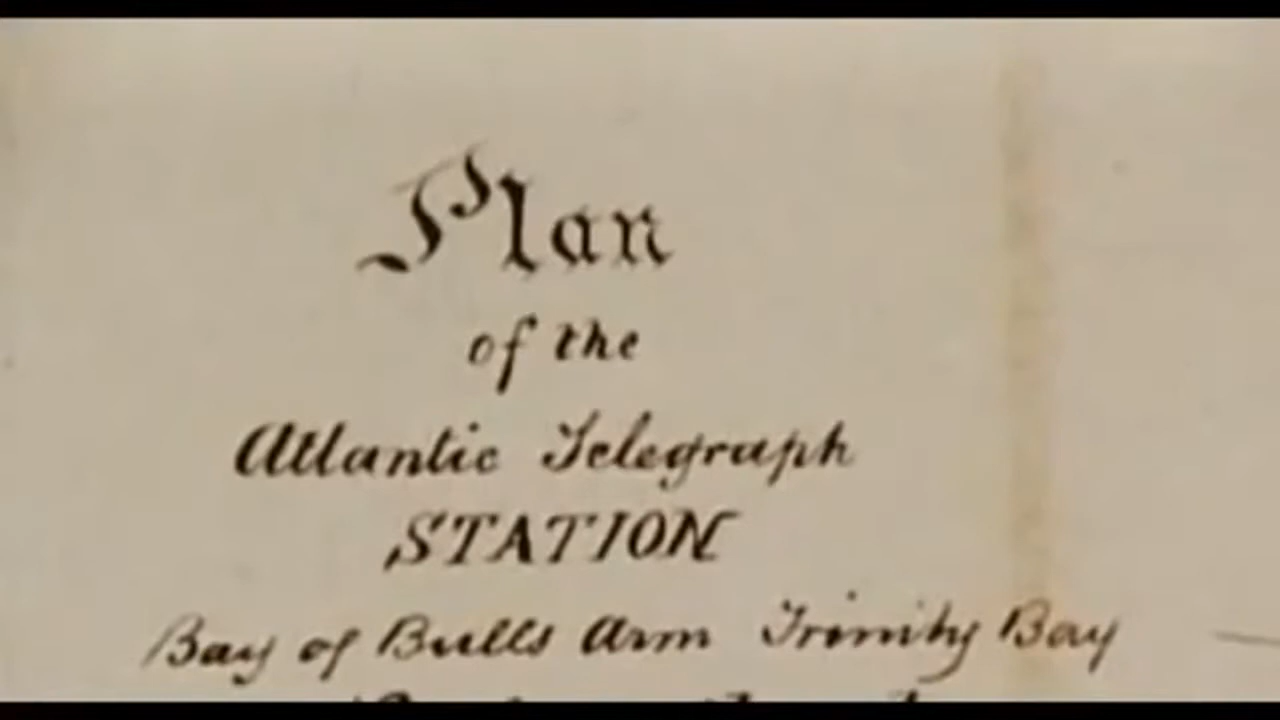 Plan
of the
Atlantic Telegraph
STATION
Bay of Bulls Arm Trinity Bay